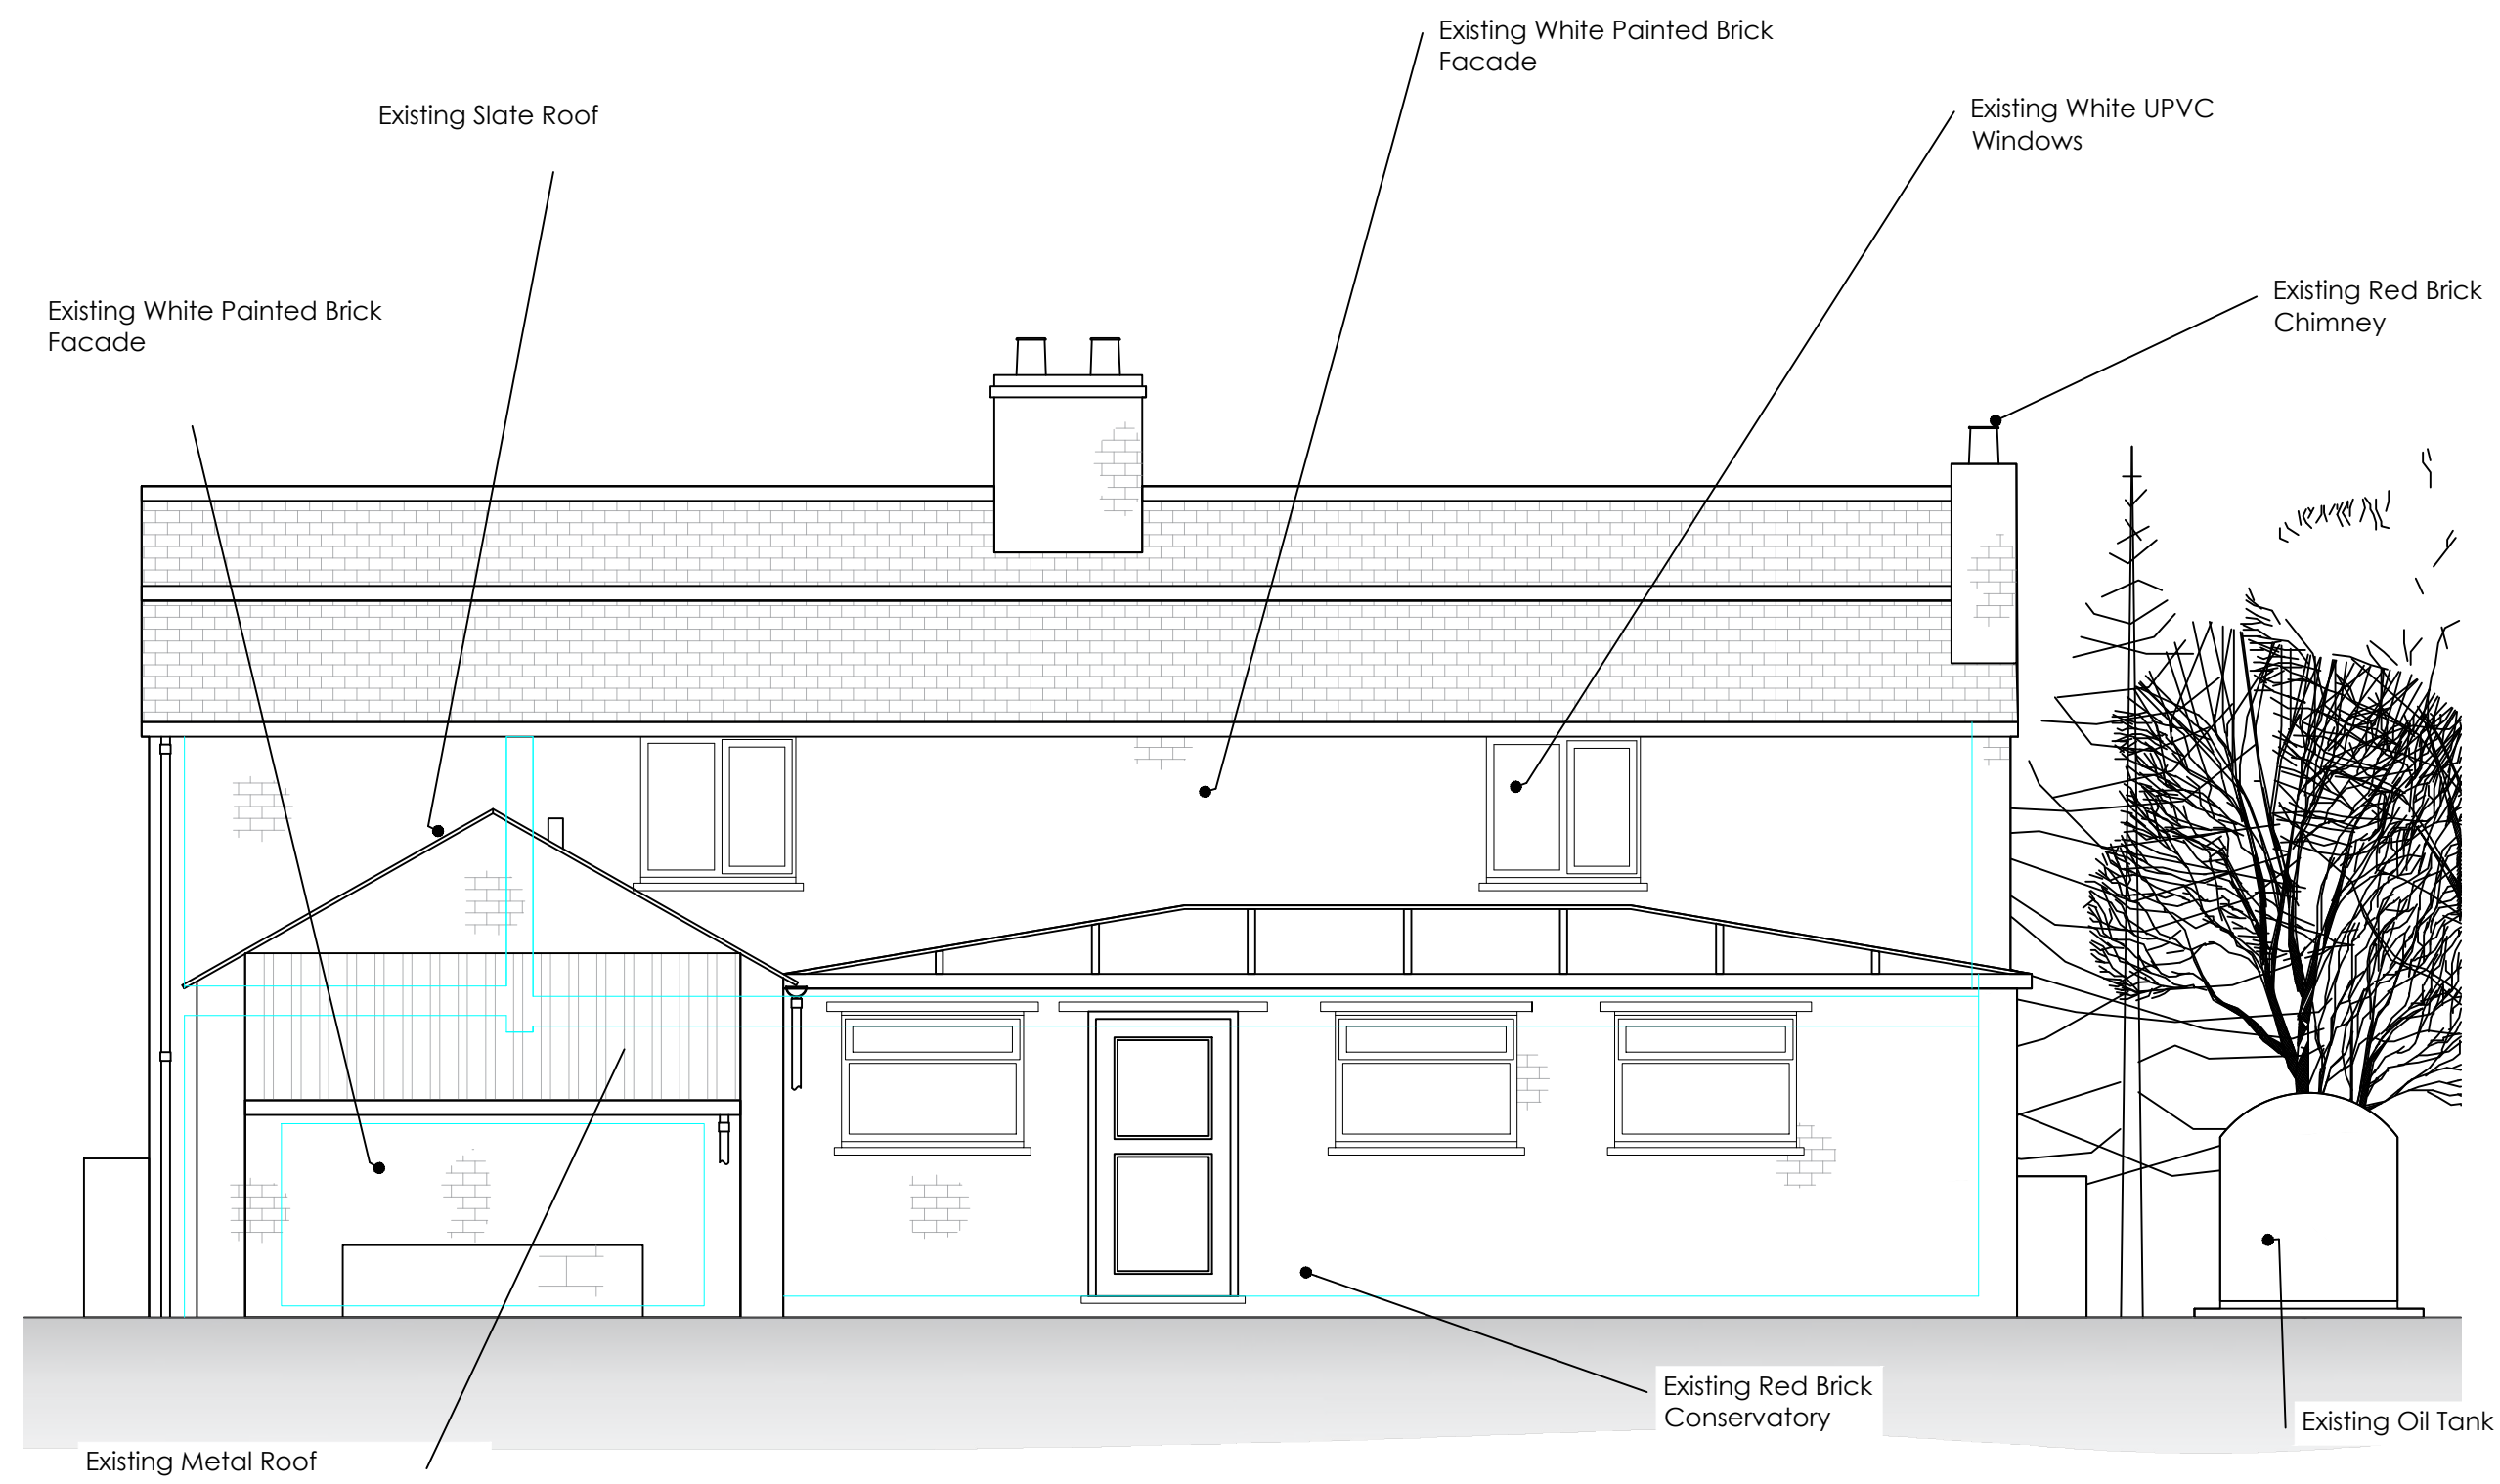 Existing White Painted Brick
Facade
Existing Slate Roof
Existing White UPVC
Windows
Existing Red Brick
Chimney
Existing White Painted Brick
Facade
Existing Red Brick
Conservatory
Existing Oil Tank
Existing Metal Roof